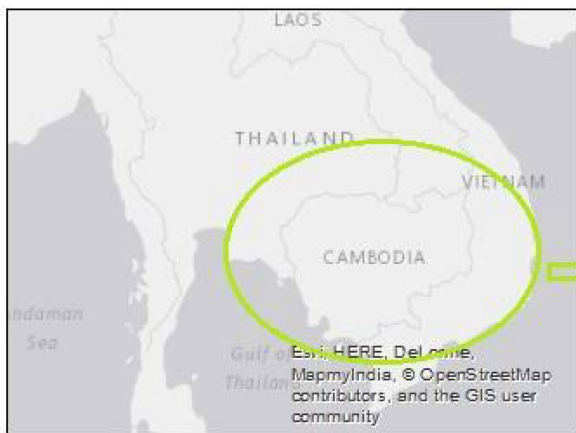 LAOS
THAILAND
VIETNAM
CAMBODIA
ndaman
Sea
Gulf of
Thailand
Esri, HERE, DeLorme,
MapmyIndia, © OpenStreetMap
contributors, and the GIS user
community